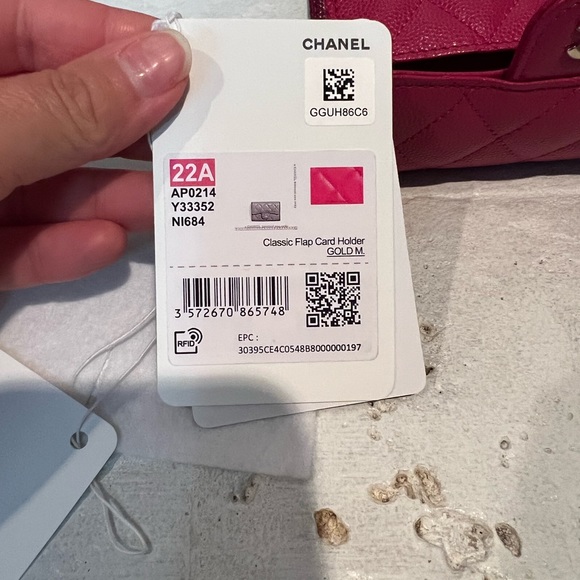 CHANEL
GGUH86C6
22A
AP0214
Y33352
NI684
Classic Flap Card Holder
GOLD M.
3 572670 865748
RFID
EPC :
30395CE4C0548B8000000197